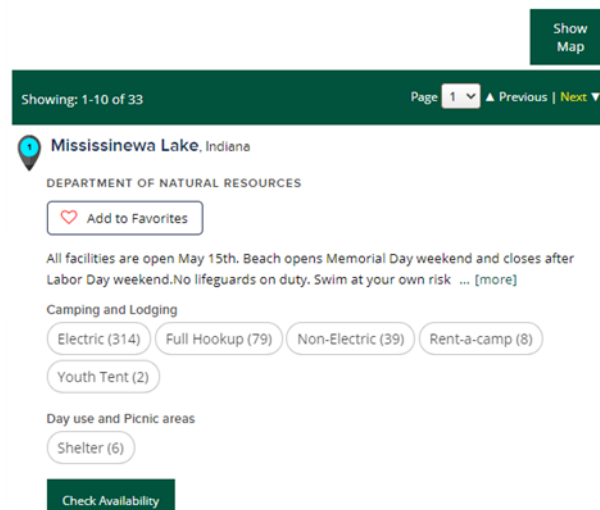 Show
Map
Showing: 1-10 of 33
Page 1 ▲ Previous | Next ▼
1
Mississinewa Lake, Indiana
DEPARTMENT OF NATURAL RESOURCES
Add to Favorites
All facilities are open May 15th. Beach opens Memorial Day weekend and closes after
Labor Day weekend.No lifeguards on duty. Swim at your own risk ... [more]
Camping and Lodging
Electric (314) Full Hookup (79) Non-Electric (39) Rent-a-camp (8)
Youth Tent (2)
Day use and Picnic areas
Shelter (6)
Check Availability